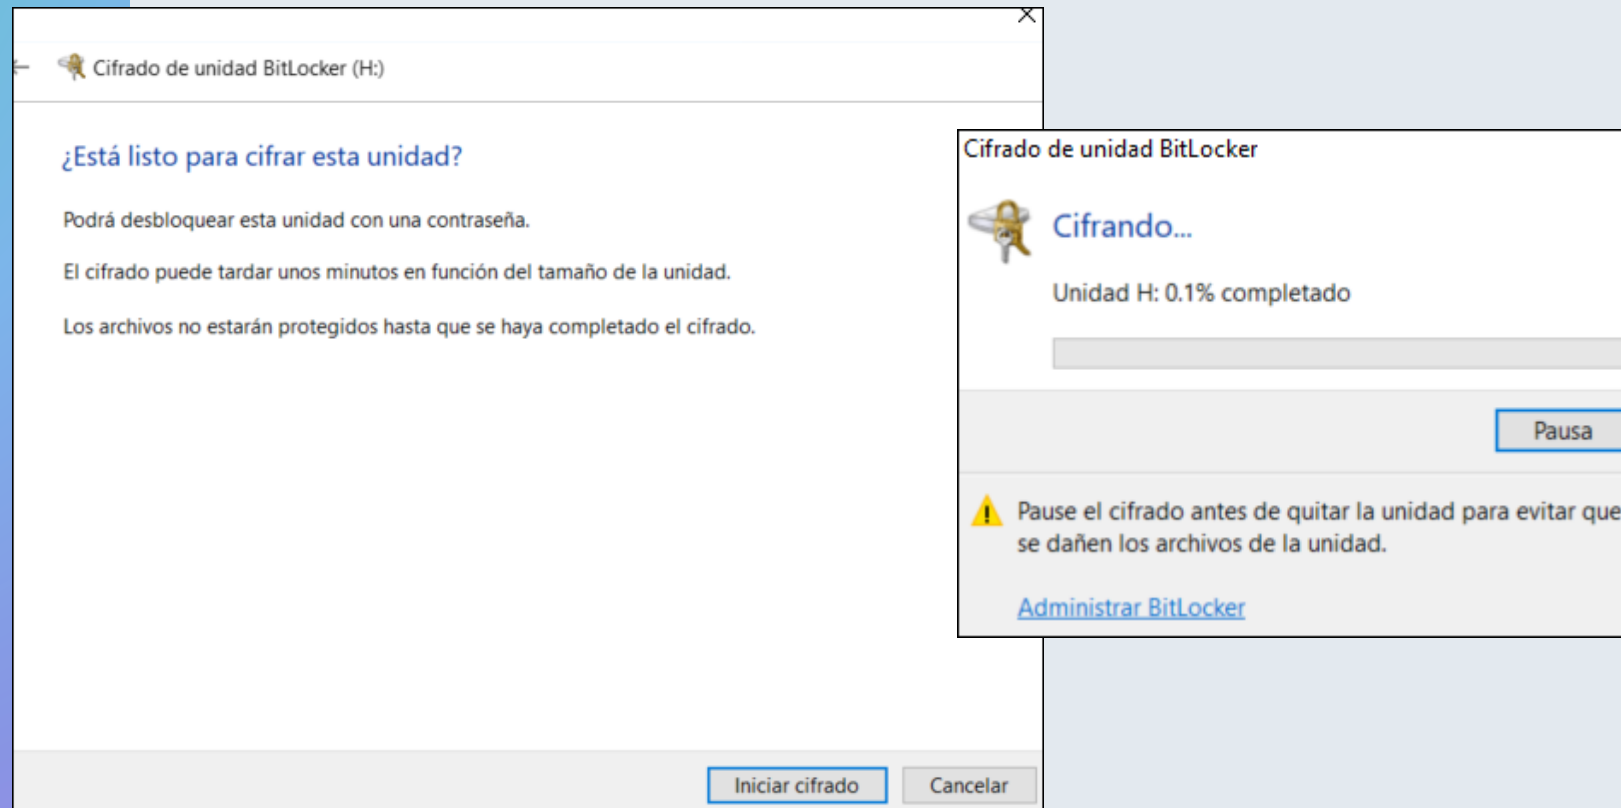 Cifrado de unidad BitLocker (H:)
¿Está listo para cifrar esta unidad?
Podrá desbloquear esta unidad con una contraseña.
El cifrado puede tardar unos minutos en función del tamaño de la unidad.
Los archivos no estarán protegidos hasta que se haya completado el cifrado.
Iniciar cifrado
Cancelar
Cifrado de unidad BitLocker
Cifrando...
Unidad H: 0.1% completado
Pausa
Pause el cifrado antes de quitar la unidad para evitar que
se dañen los archivos de la unidad.
Administrar BitLocker